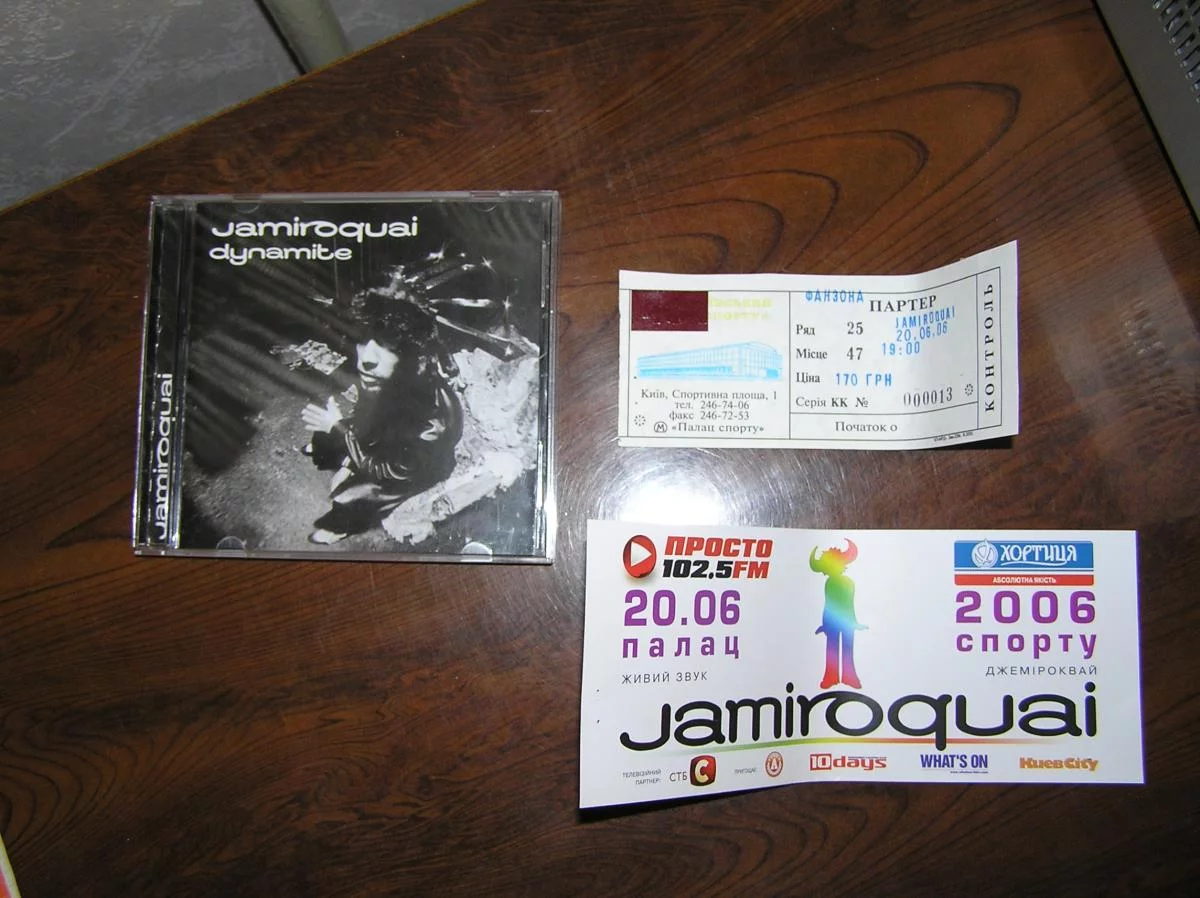 Jamiroquai
dynamite
Jamiroquai
ФАНЗОНА ПАРТЕР
Ряд 25 JAMIROQUAI
20.06.06
Місце 47 19:00
Ціна 170 ГРН
Серія КК № 000013
Початок о
КОНТРОЛЬ
Київ, Спортивна площа, 1
тел. 246-74-06
факс 246-72-53
М «Палац спорту»
ПРОСТО
102,5FM
ХОРТИЦЯ
АБСОЛЮТНА ЯКІСТЬ
20.06 2006
палац спорту
ЖИВИЙ ЗВУК ДЖЕМІРОКВАЙ
Jamiroquai
ТЕЛЕВІЗІЙНИЙ
ПАРТНЕР: СТБ
10days
WHAT'S ON
КиевCity